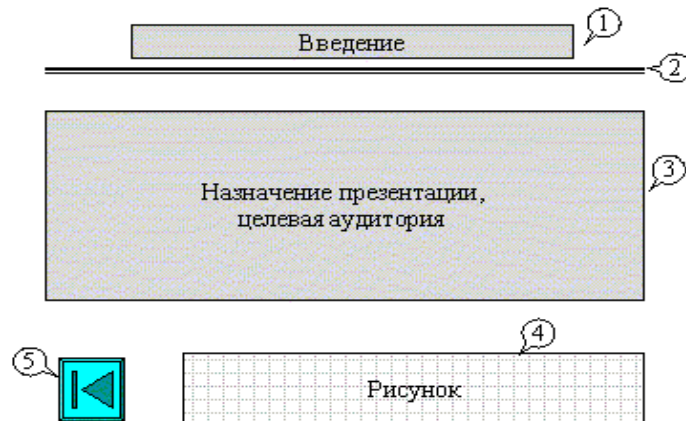 Введение
1
2
Назначение презентации,
целевая аудитория
3
4
5
Рисунок